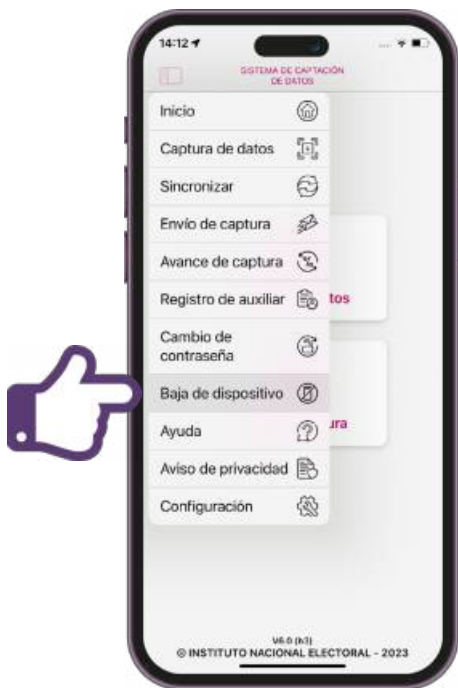 14:12
SISTEMA DE CAPTACIÓN
DE DATOS
Inicio
Captura de datos
Sincronizar
Envío de captura
Avance de captura
Registro de auxiliar
tos
Cambio de
contraseña
Baja de dispositivo
Ayuda
ura
Aviso de privacidad
Configuración
V6.0 (b3)
© INSTITUTO NACIONAL ELECTORAL - 2023